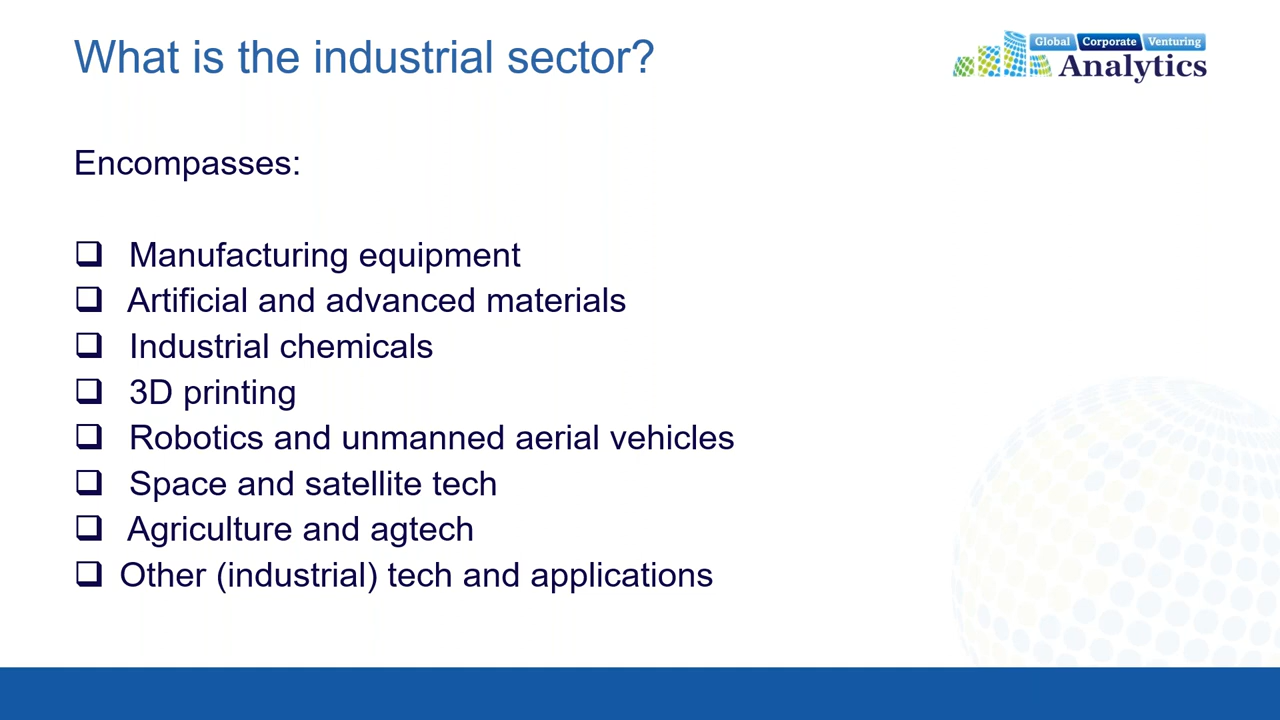 What is the industrial sector?
Global Corporate Venturing
Analytics
Encompasses:
Manufacturing equipment
Artificial and advanced materials
Industrial chemicals
3D printing
Robotics and unmanned aerial vehicles
Space and satellite tech
Agriculture and agtech
Other (industrial) tech and applications